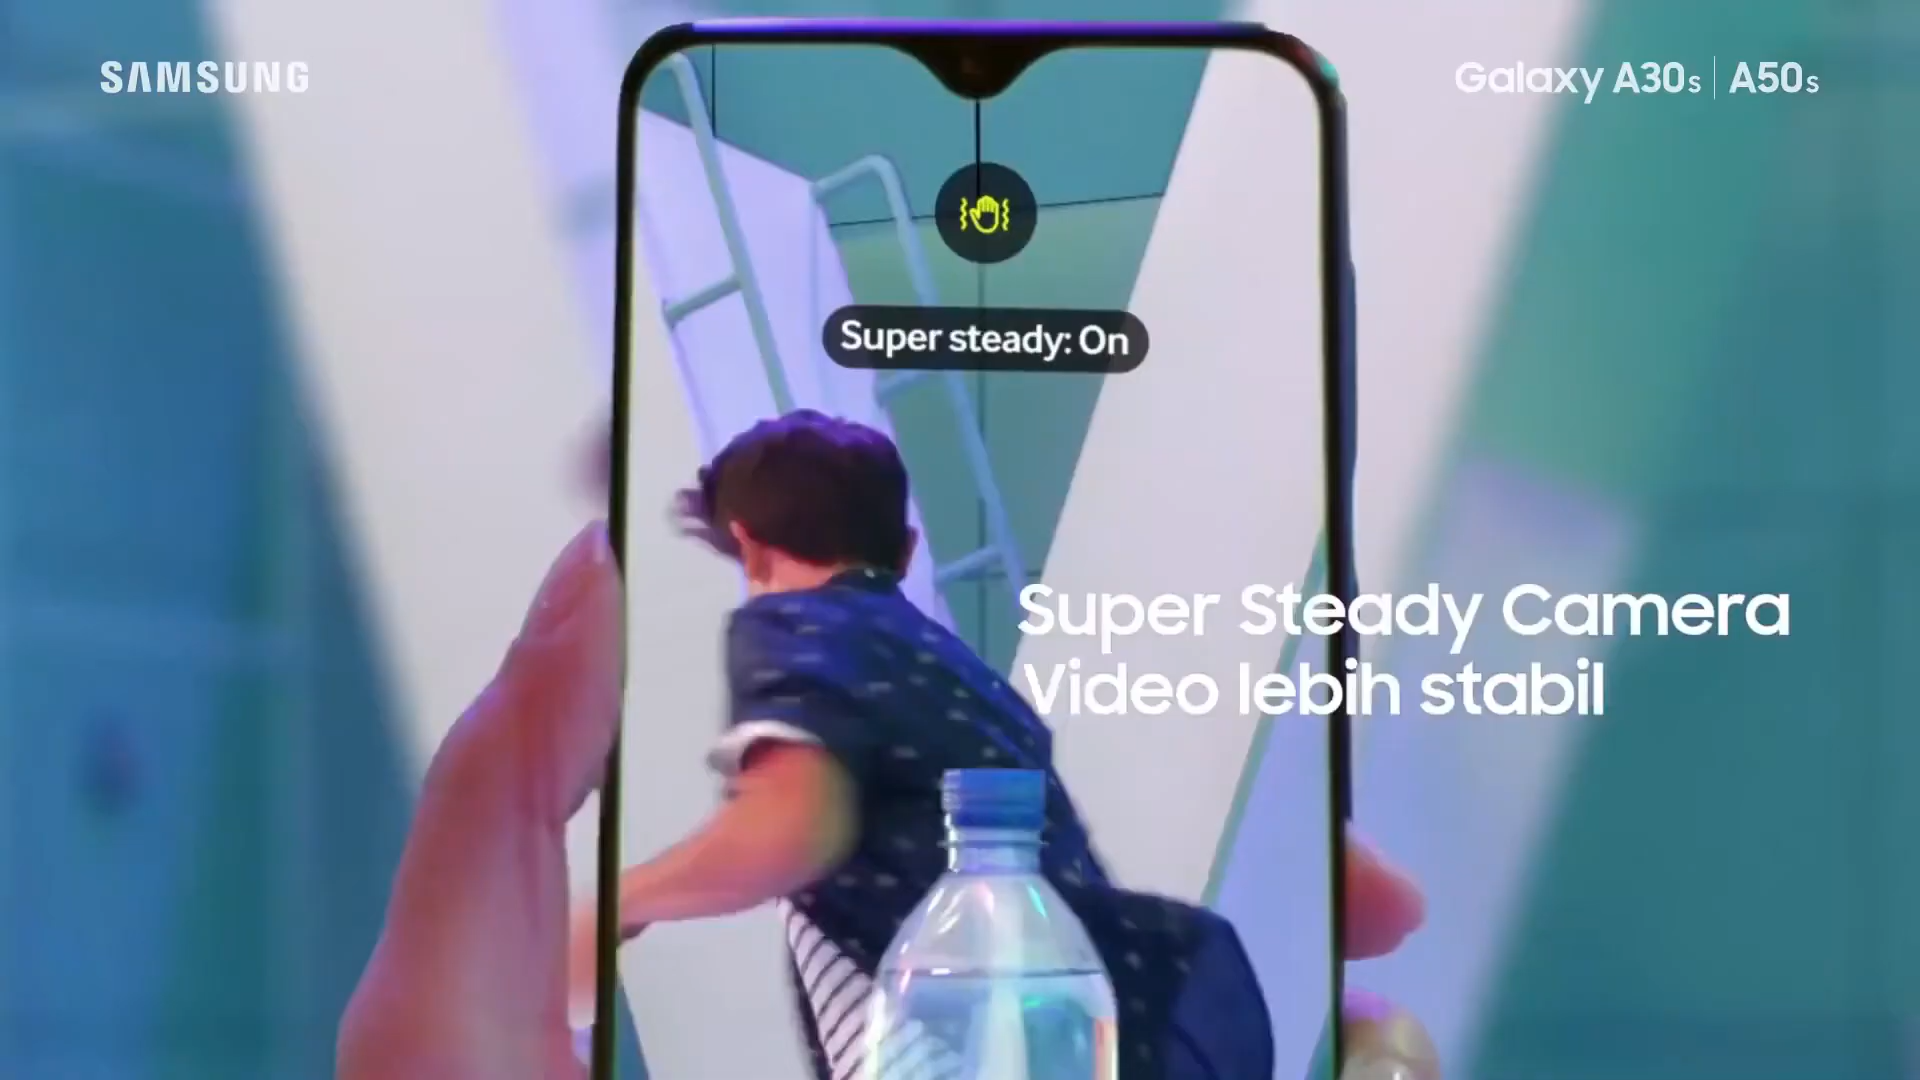 SAMSUNG
Galaxy A30s | A50s
Super steady: On
Super Steady Camera
Video lebih stabil